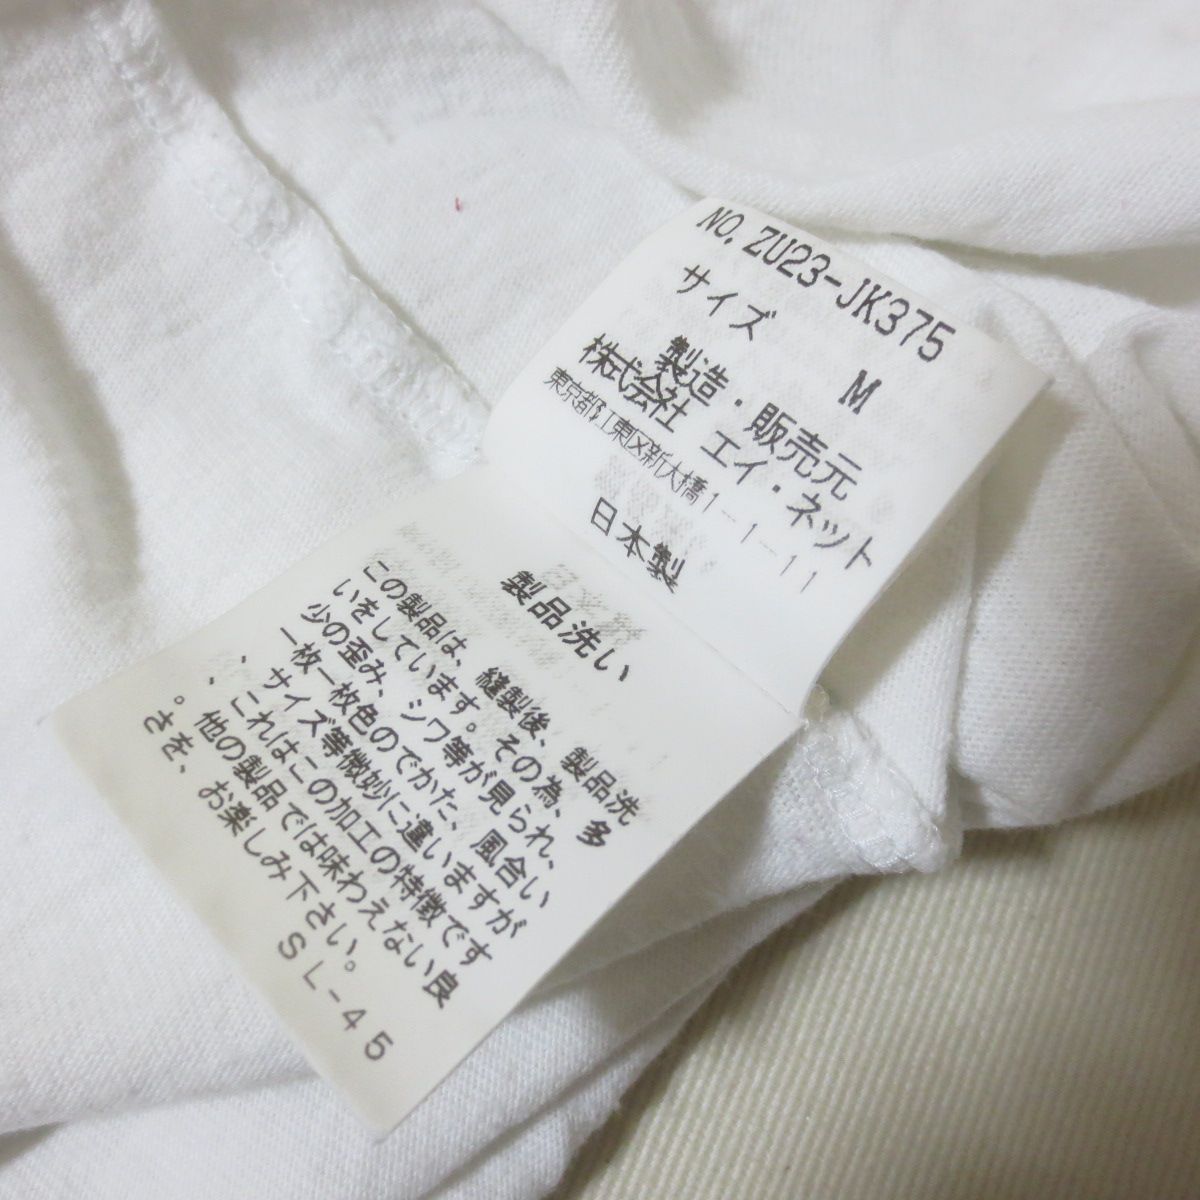 NO. ZU23-JK375
サイズ M
製造・販売元
株式会社 エイ・ネット
東京都江東区新大橋1-1-11
日本製
製品洗い
この製品は、縫製後、製品洗
いをしています。その為、多
少の歪み、シワ等が見られ、
一枚一枚色のでかた、風合い
、サイズ等微妙に違いますが
、これはこの加工の特徴です
。他の製品では味わえない良
さを、お楽しみ下さい。
SL-45